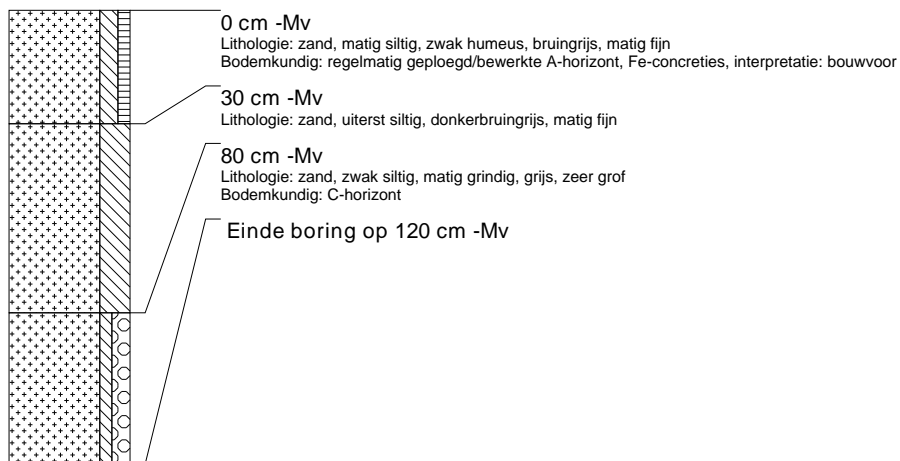 0 cm -Mv
Lithologie: zand, matig siltig, zwak humeus, bruingrijs, matig fijn
Bodemkundig: regelmatig geploegd/bewerkte A-horizont, Fe-concreties, interpretatie: bouwvoor
30 cm -Mv
Lithologie: zand, uiterst siltig, donkerbruingrijs, matig fijn
80 cm -Mv
Lithologie: zand, zwak siltig, matig grindig, grijs, zeer grof
Bodemkundig: C-horizont
Einde boring op 120 cm -Mv